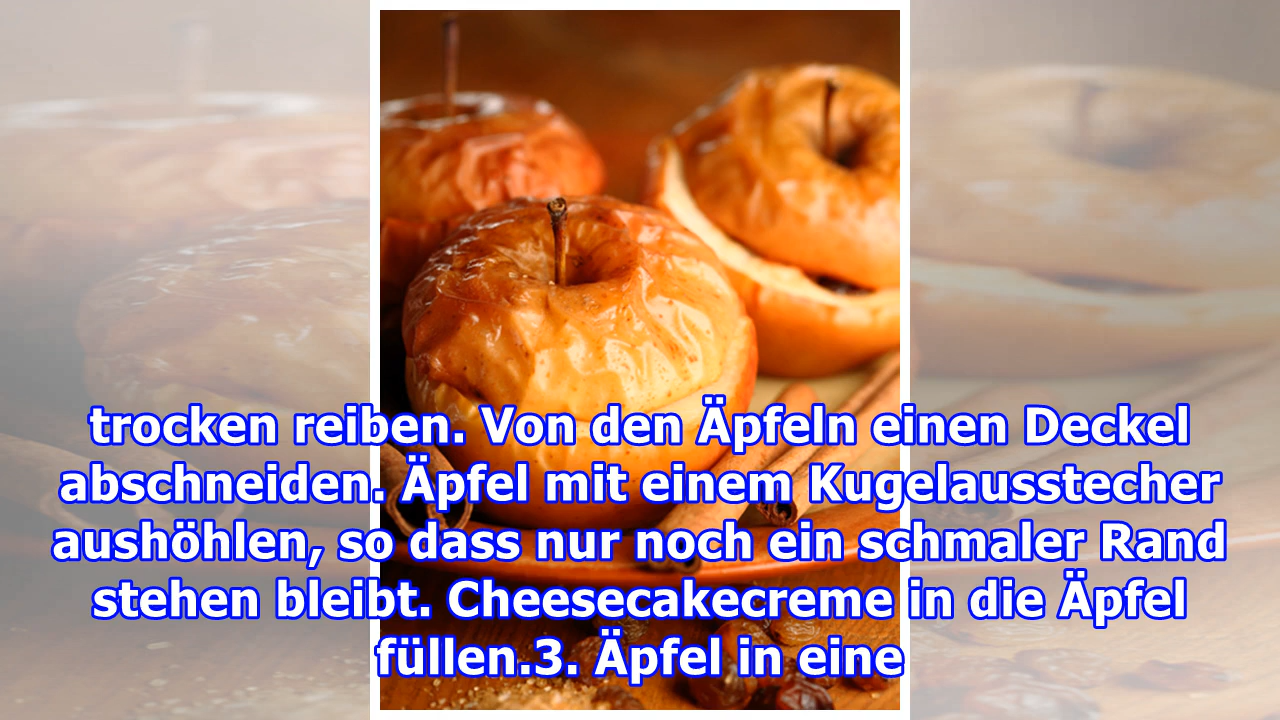 trocken reiben. Von den Äpfeln einen Deckel
abschneiden. Äpfel mit einem Kugelausstecher
aushöhlen, so dass nur noch ein schmaler Rand
stehen bleibt. Cheesecakecreme in die Äpfel
füllen.3. Äpfel in eine